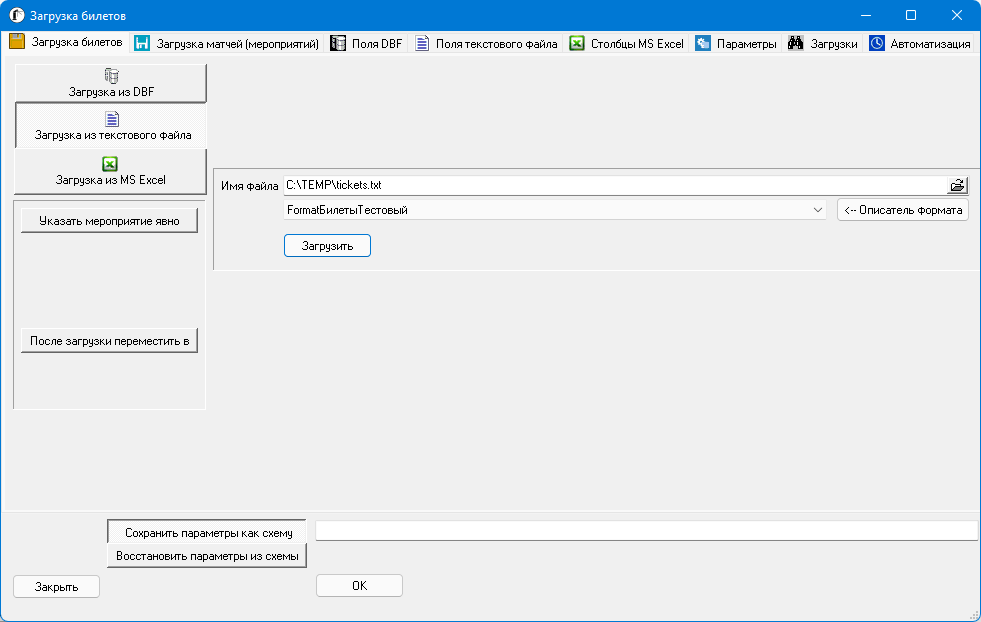 Загрузка билетов
Загрузка билетов
Загрузка матчей (мероприятий)
Поля DBF
Поля текстового файла
Столбцы MS Excel
Параметры
Загрузки
Автоматизация
Загрузка из DBF
Загрузка из текстового файла
Загрузка из MS Excel
Имя файла
C:\TEMP\tickets.txt
FormatБилетыТестовый
<-- Описатель формата
Указать мероприятие явно
Загрузить
После загрузки переместить в
Сохранить параметры как схему
Восстановить параметры из схемы
Закрыть
OK